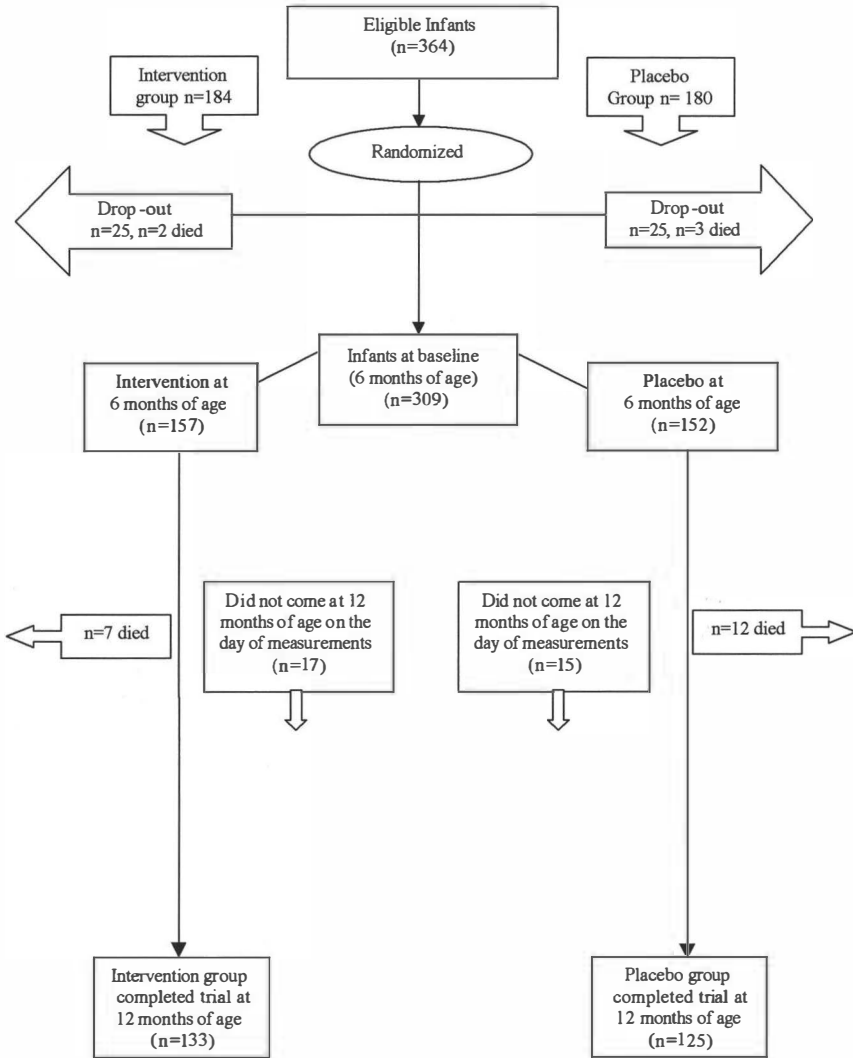 Eligible Infants
(n=364)
Intervention
group n=184
Placebo
Group n= 180
Randomized
Drop -out
n=25, n=2 died
Drop -out
n=25, n=3 died
Infants at baseline
(6 months of age)
(n=309)
Intervention at
6 months of age
(n=157)
Placebo at
6 months of age
(n=152)
n=7 died
Did not come at 12
months of age on the
day of measurements
(n=17)
Did not come at 12
months of age on the
day of measurements
(n=15)
n=12 died
Intervention group
completed trial at
12 months of age
(n=133)
Placebo group
completed trial at
12 months of age
(n=125)